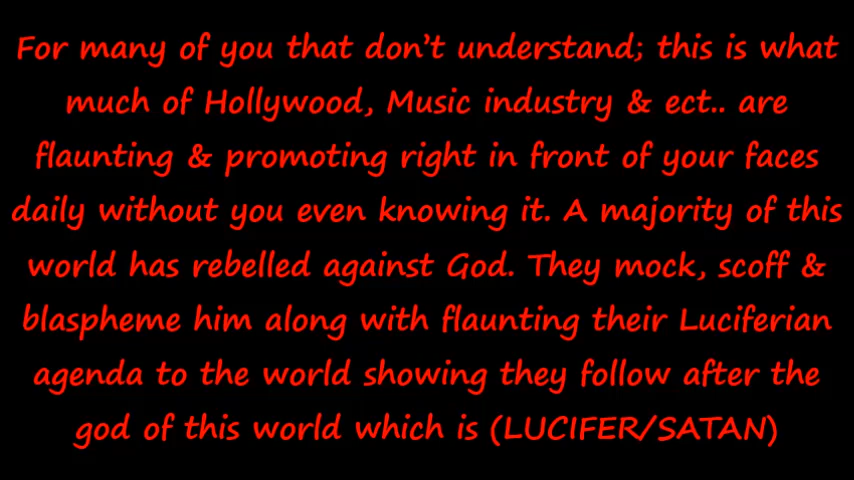 For many of you that don't understand; this is what
much of Hollywood, Music industry & ect.. are
flaunting & promoting right in front of your faces
daily without you even knowing it. A majority of this
world has rebelled against God. They mock, scoff &
blaspheme him along with flaunting their Luciferian
agenda to the world showing they follow after the
god of this world which is (LUCIFER/SATAN)